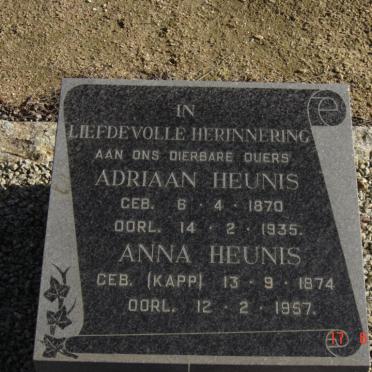 IN
LIEFDEVOLLE HERINNERING
AAN ONS DIERBARE OUERS
ADRIAAN HEUNIS
GEB. 6 · 4 · 1870
OORL. 14 · 2 · 1935.
ANNA HEUNIS
GEB. (KAPP) 13 · 9 · 1874
OORL. 12 · 2 · 1957.
17